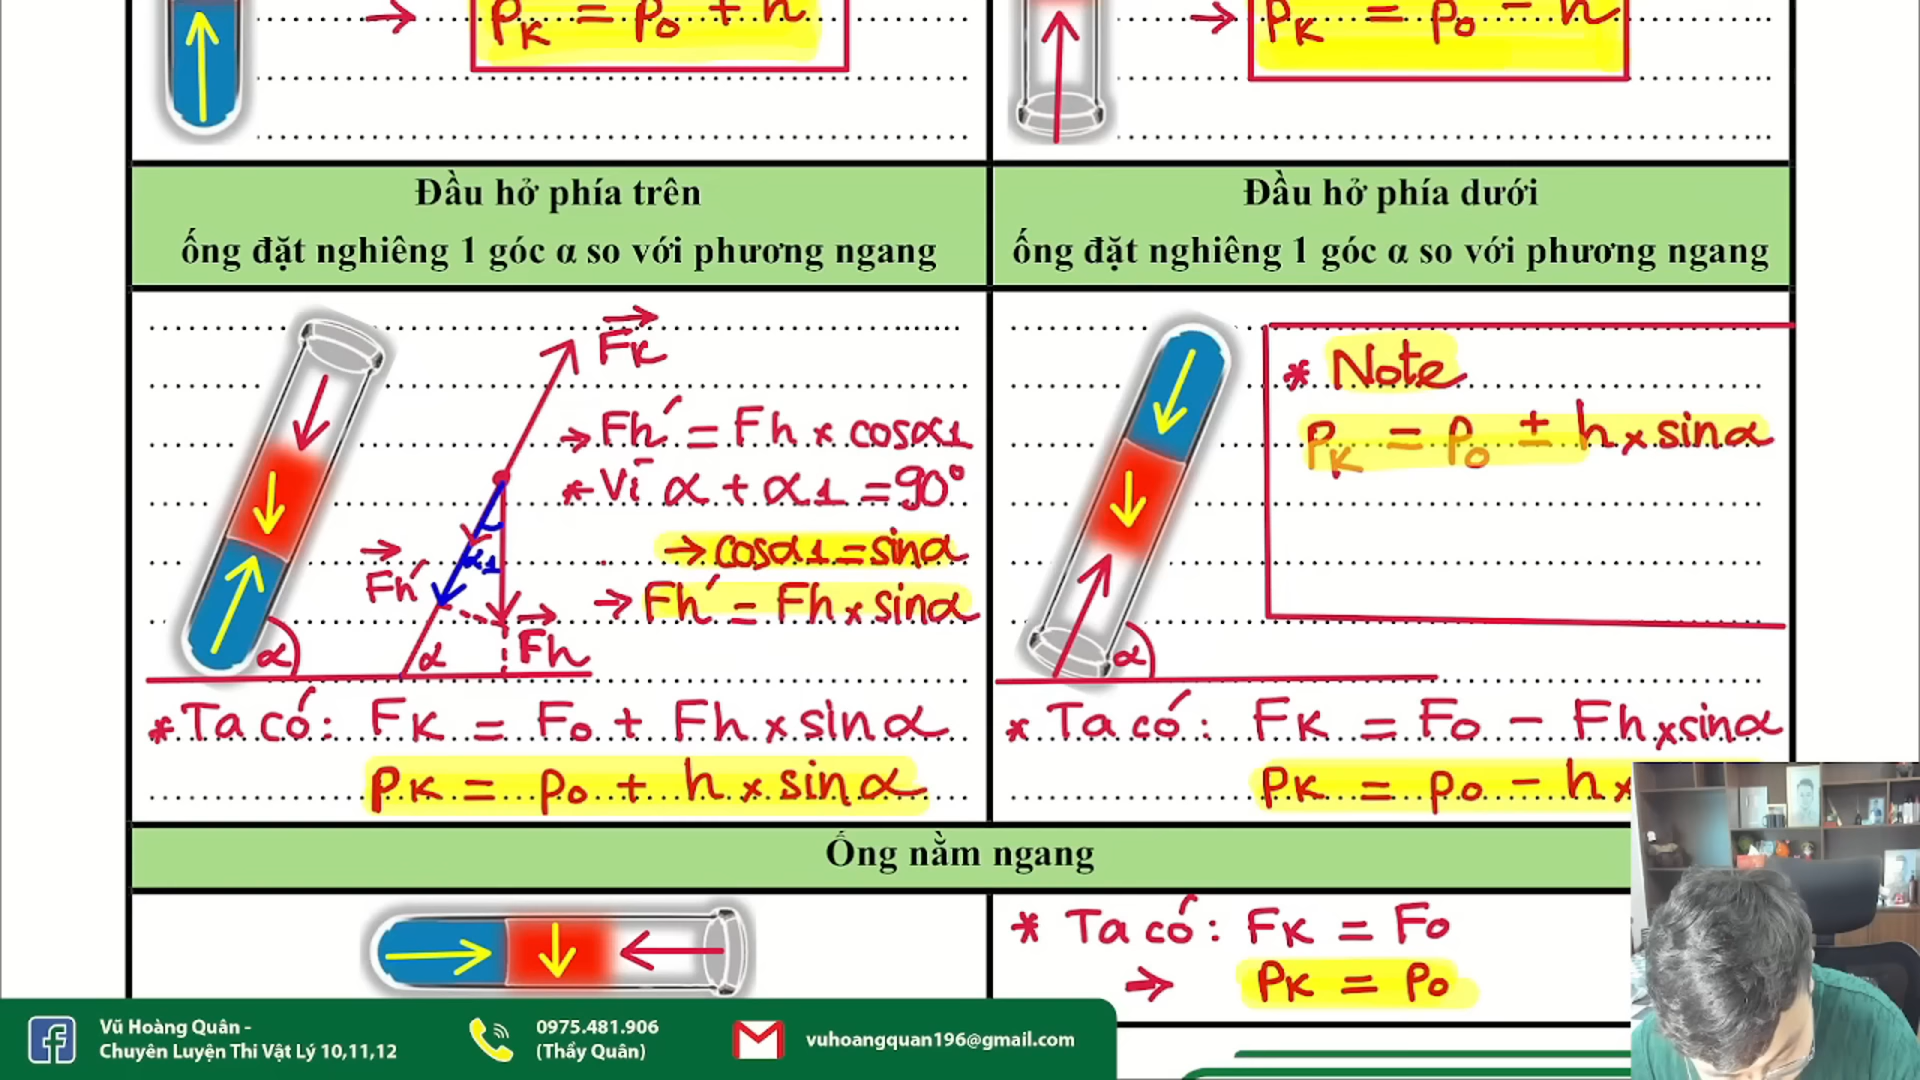 → pK = p0 + h
→ pK = p0 − h
Đầu hở phía trên
ống đặt nghiêng 1 góc α so với phương ngang
Đầu hở phía dưới
ống đặt nghiêng 1 góc α so với phương ngang
FK
→ Fh' = Fh x cosα1
* Vì α + α1 = 90°
→ cosα1 = sinα
→ Fh' = Fh x sinα
α1
Fh'
Fh
α
α
* Ta có: FK = F0 + Fh x sinα
pK = p0 + h x sinα
* Note
pK = p0 ± h x sinα
α
* Ta có: FK = F0 − Fh x sinα
pK = p0 − h x
Ống nằm ngang
* Ta có: FK = F0
→ pK = p0
Vũ Hoàng Quân -
Chuyên Luyện Thi Vật Lý 10,11,12
0975.481.906
(Thầy Quân)
vuhoangquan196@gmail.com